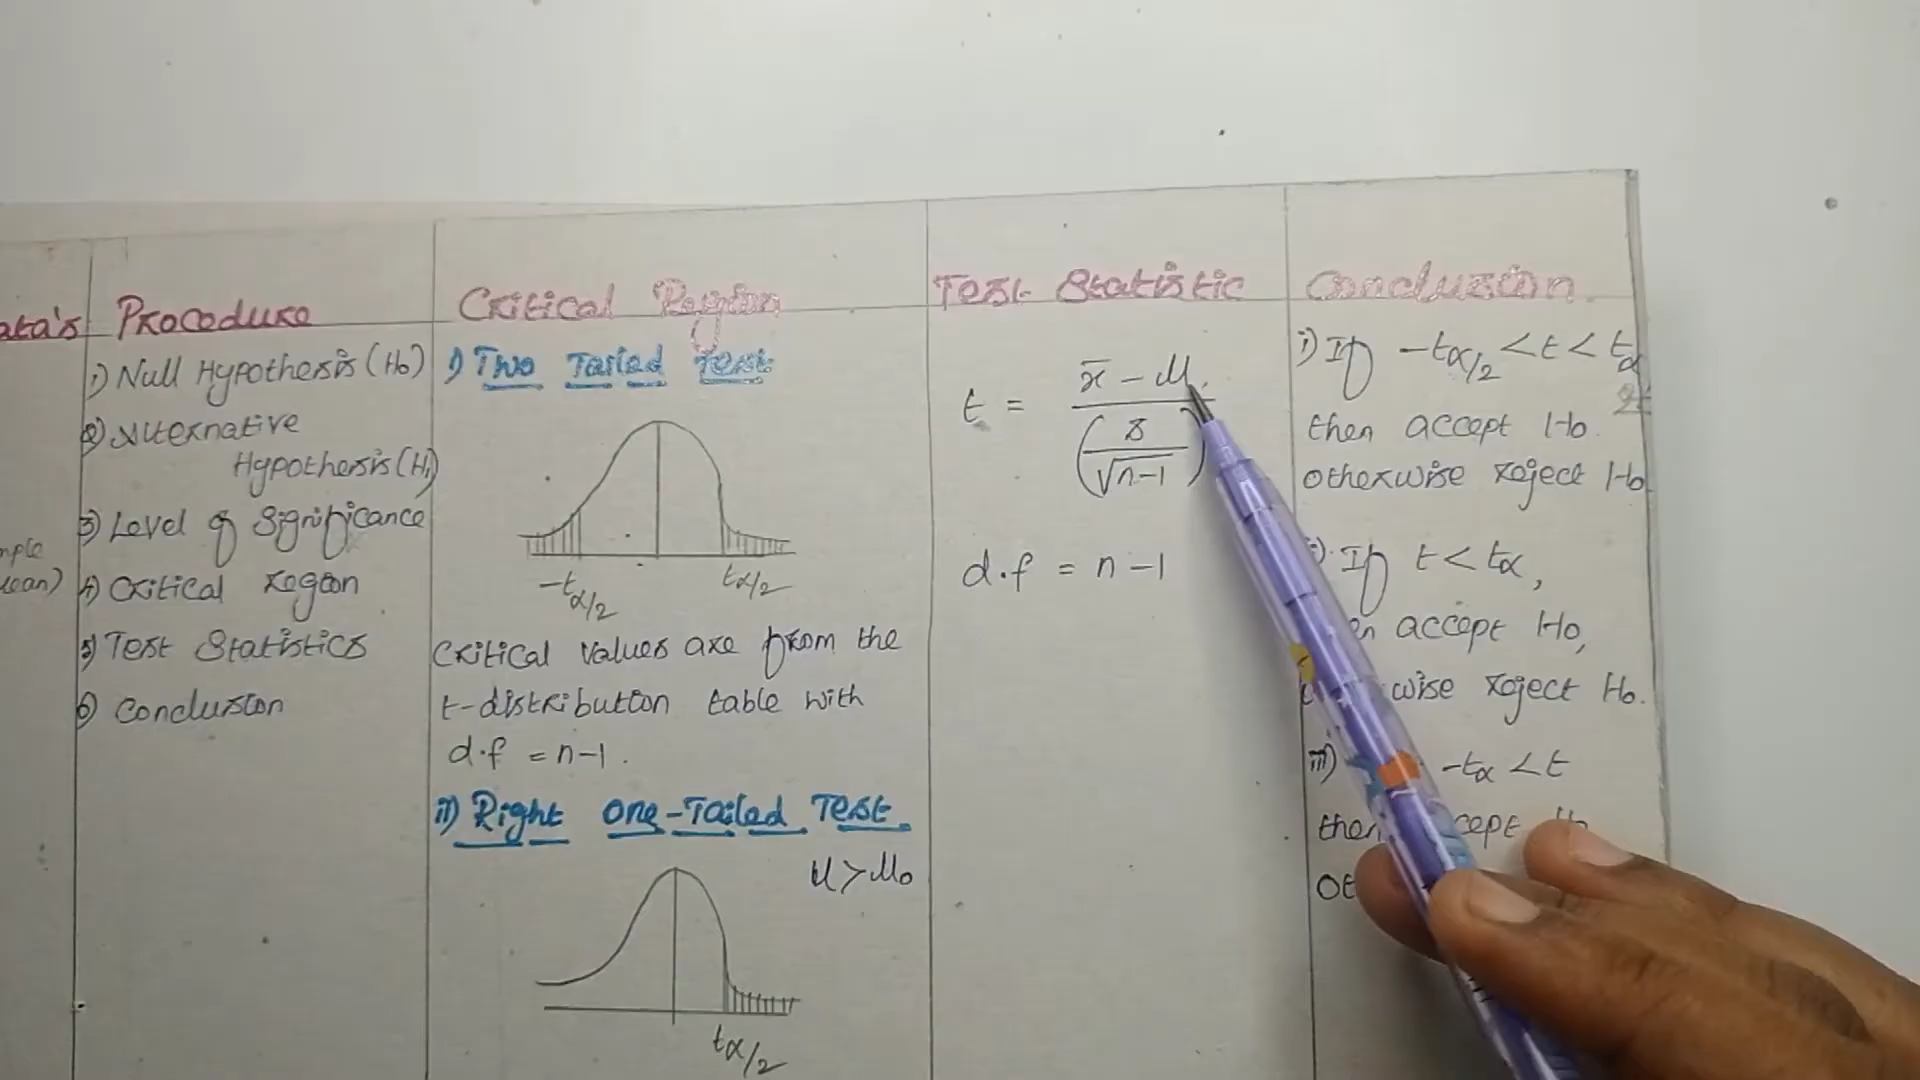 Procedure
1) Null Hypothesis (H0)
2) Alternative
Hypothesis (H1)
3) Level of Significance
4) Critical region
5) Test Statistics
6) Conclusion
Critical Region
i) Two Tailed Test
-tα/2
tα/2
Critical values are from the
t-distribution table with
d.f = n-1.
ii) Right One-Tailed Test
μ > μ0
tα/2
Test Statistic
t = x̄ - μ / (s / √n-1)
d.f = n-1
Conclusion.
i) If -tα/2 < t < tα/2
then accept H0.
otherwise reject H0
If t < tα,
accept H0,
wise reject H0.
iii) -tα < t
then